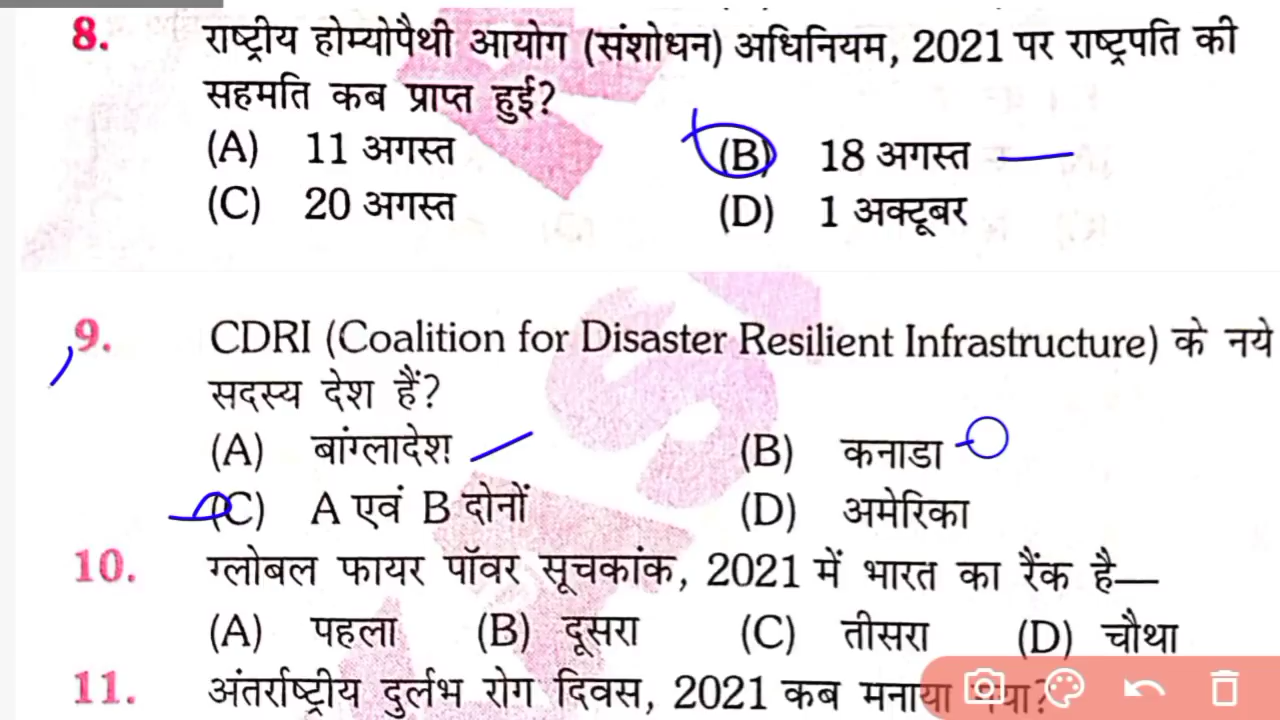 8. राष्ट्रीय होम्योपैथी आयोग (संशोधन) अधिनियम, 2021 पर राष्ट्रपति की
सहमति कब प्राप्त हुई?
(A) 11 अगस्त (B) 18 अगस्त
(C) 20 अगस्त (D) 1 अक्टूबर
9. CDRI (Coalition for Disaster Resilient Infrastructure) के नये
सदस्य देश हैं?
(A) बांग्लादेश (B) कनाडा
(C) A एवं B दोनों (D) अमेरिका
10. ग्लोबल फायर पॉवर सूचकांक, 2021 में भारत का रैंक है—
(A) पहला (B) दूसरा (C) तीसरा (D) चौथा
11. अंतर्राष्ट्रीय दुर्लभ रोग दिवस, 2021 कब मनाया गया?